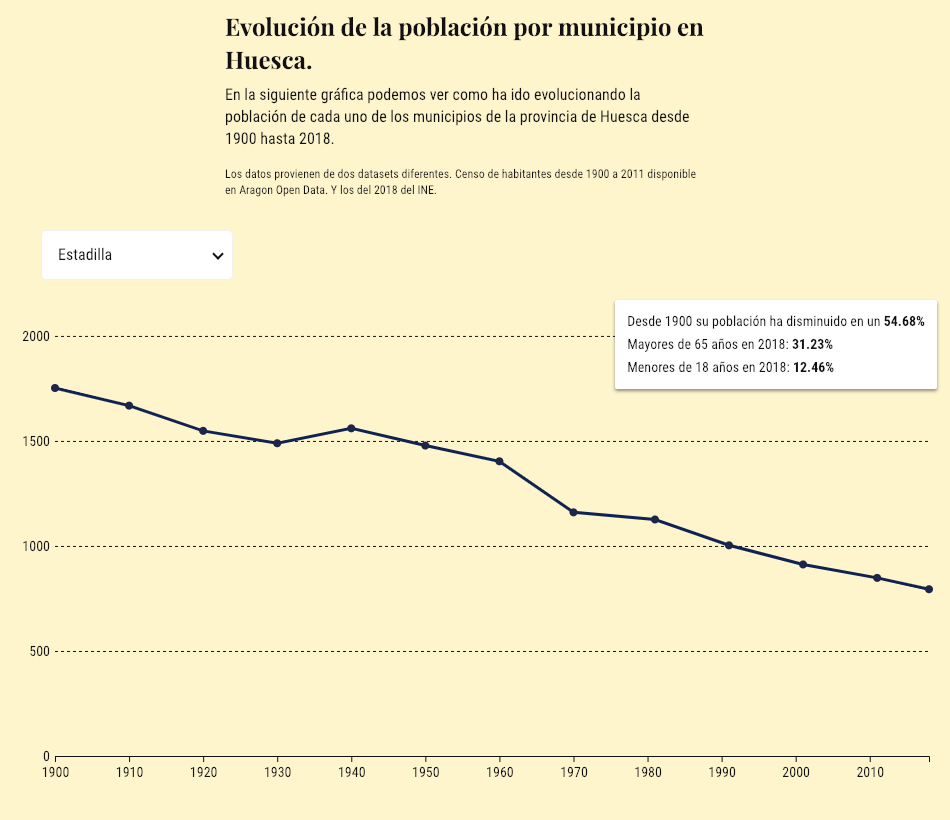 Evolución de la población por municipio en
Huesca.
En la siguiente gráfica podemos ver como ha ido evolucionando la
población de cada uno de los municipios de la provincia de Huesca desde
1900 hasta 2018.
Los datos provienen de dos datasets diferentes. Censo de habitantes desde 1900 a 2011 disponible
en Aragon Open Data. Y los del 2018 del INE.
Estadilla
Desde 1900 su población ha disminuido en un 54.68%
Mayores de 65 años en 2018: 31.23%
Menores de 18 años en 2018: 12.46%
2000
1500
1000
500
0
1900 1910 1920 1930 1940 1950 1960 1970 1980 1990 2000 2010